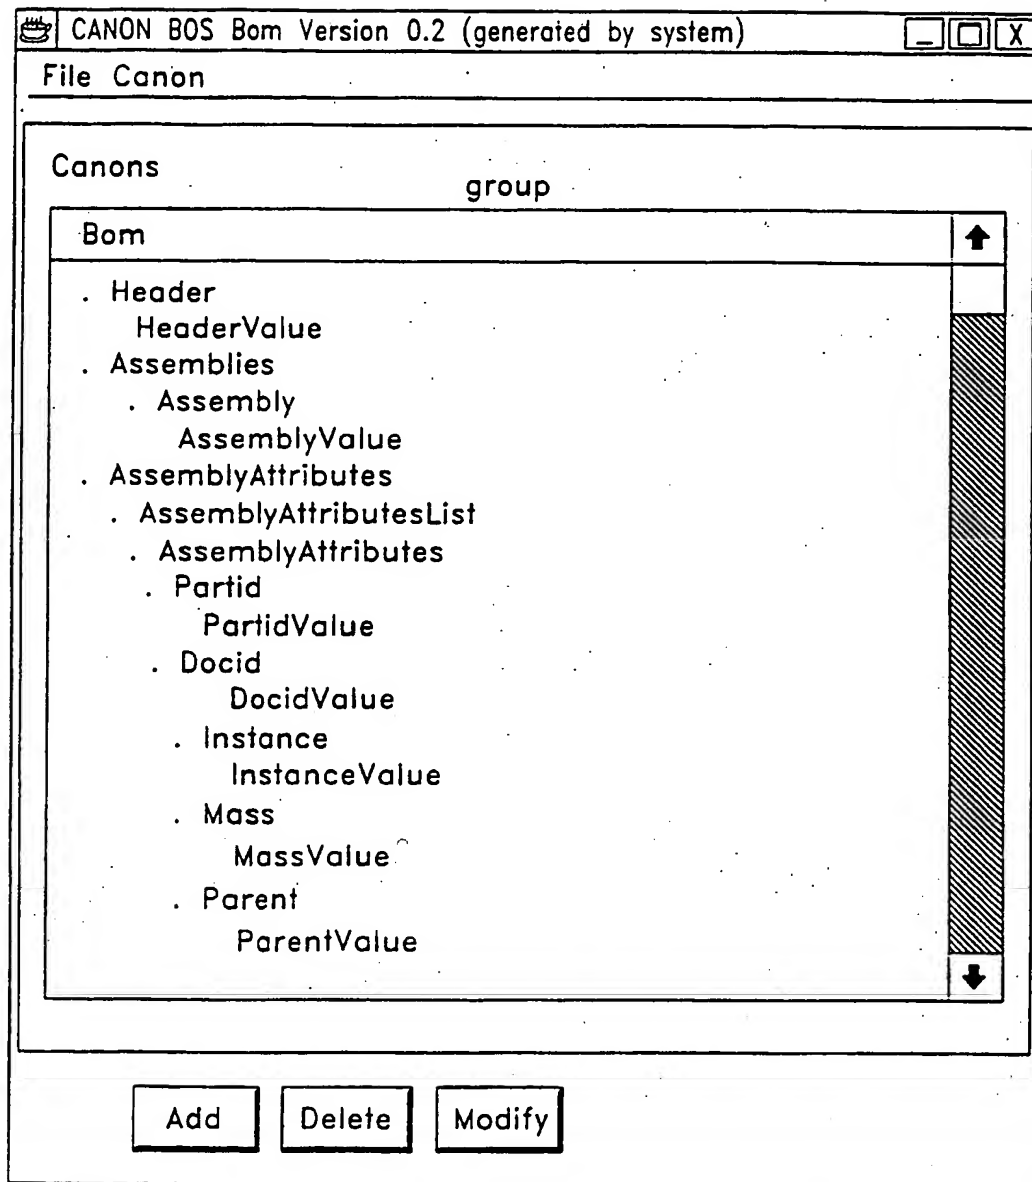 CANON BOS Bom Version 0.2 (generated by system)
File Canon
Canons
group
Bom
. Header
HeaderValue
. Assemblies
. Assembly
AssemblyValue
. AssemblyAttributes
. AssemblyAttributesList
. AssemblyAttributes
. Partid
PartidValue
. Docid
DocidValue
. Instance
InstanceValue
. Mass
MassValue
. Parent
ParentValue
Add Delete Modify